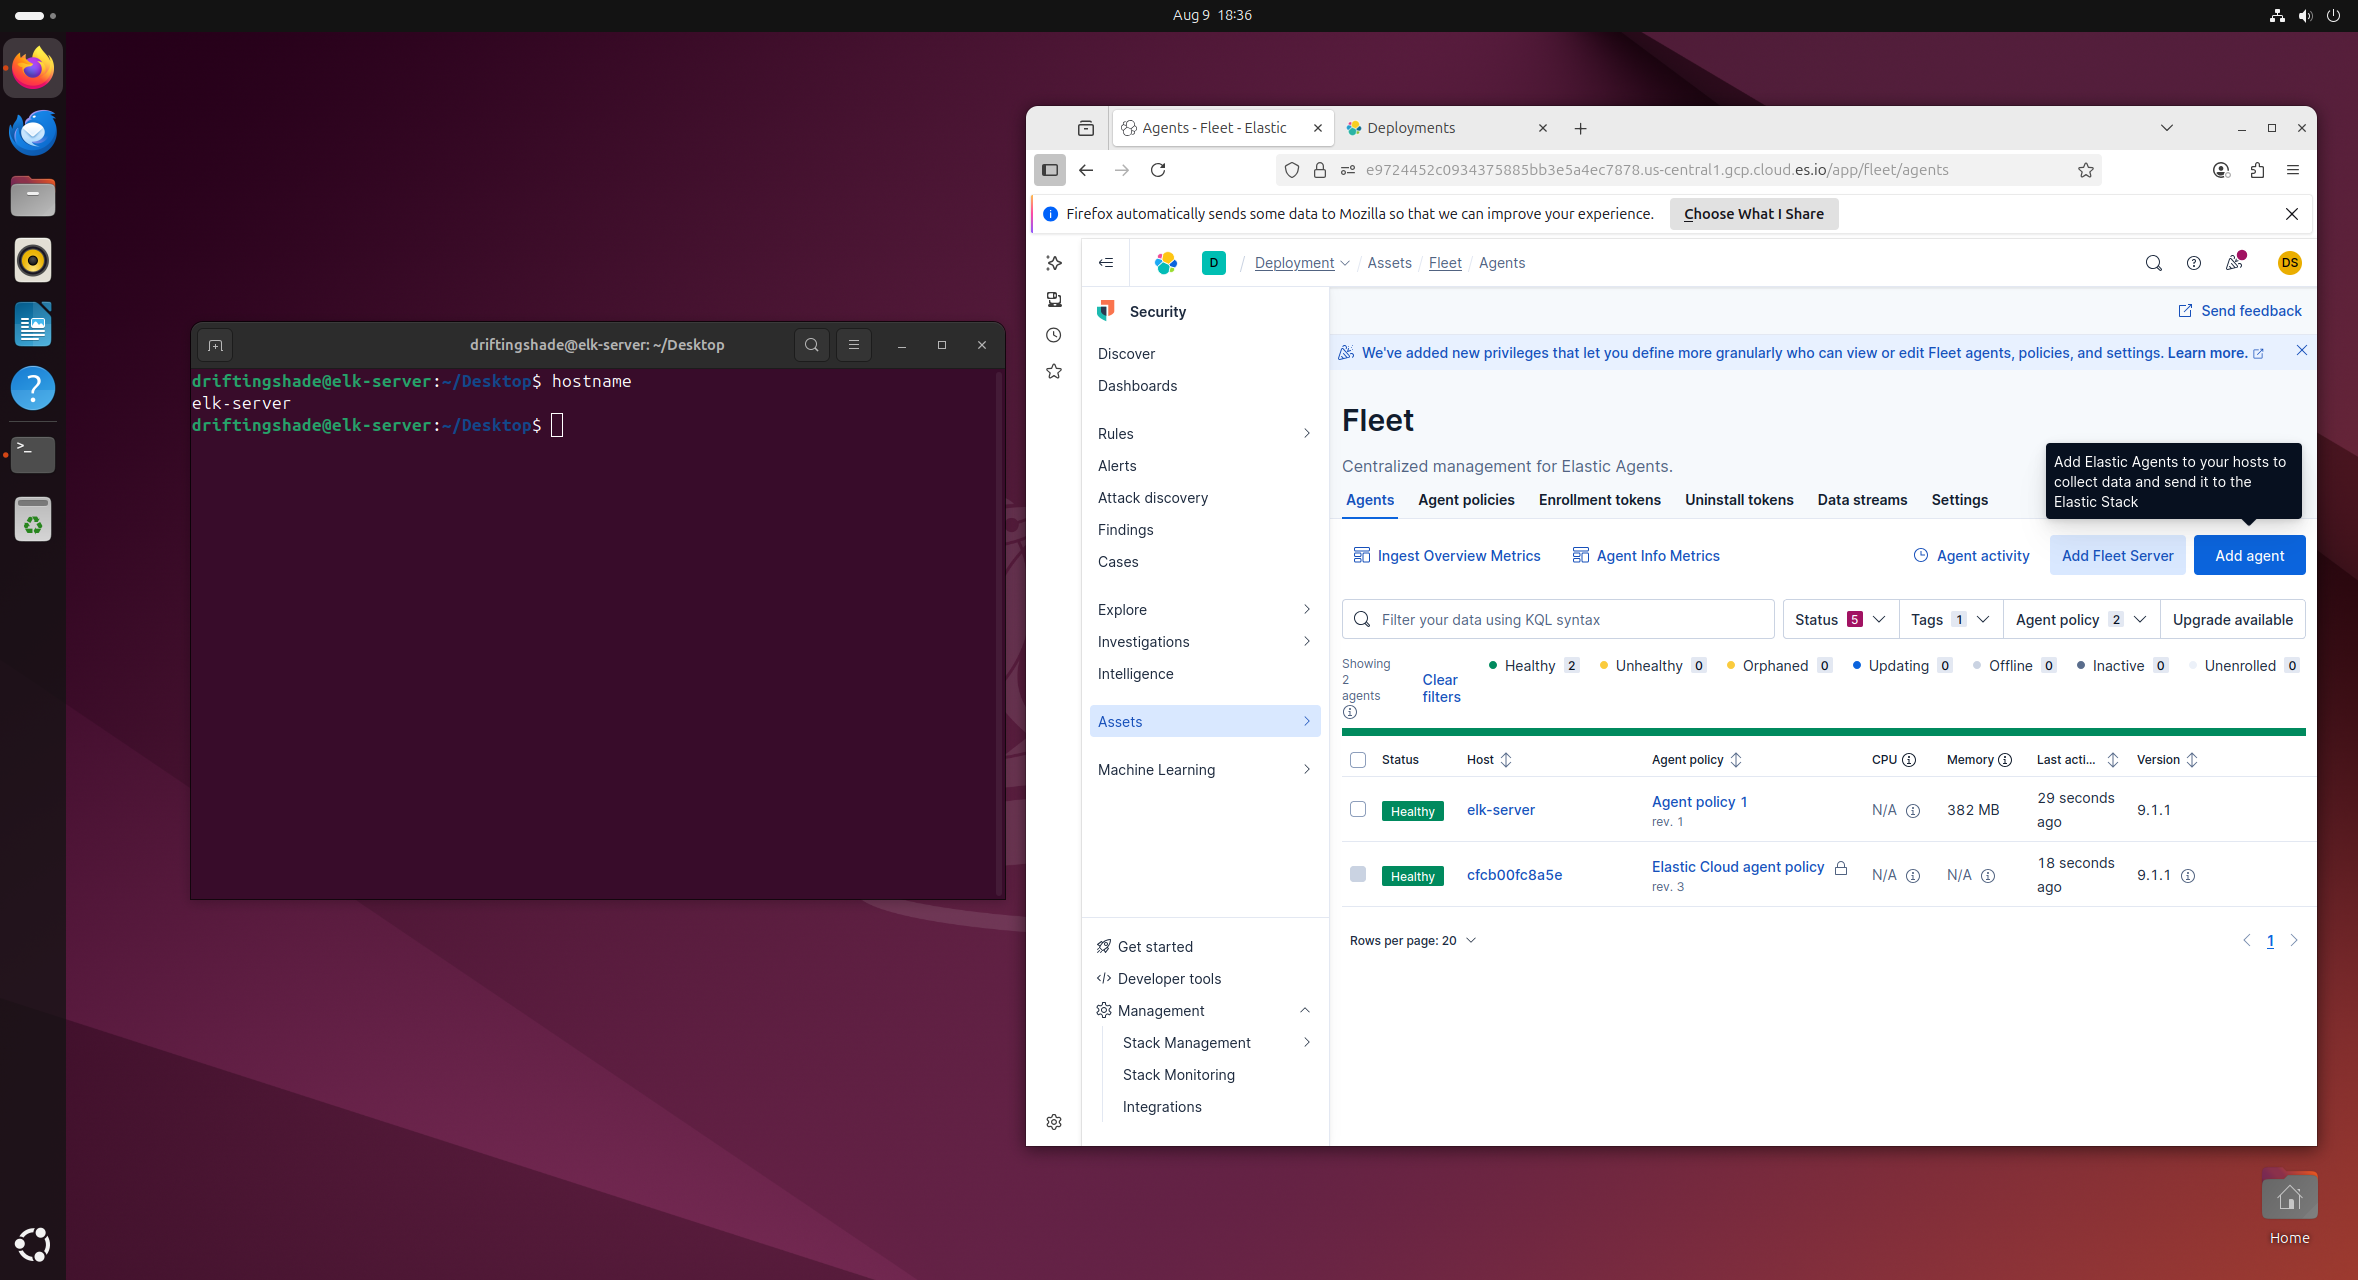 Aug 9 18:36
driftingshade@elk-server: ~/Desktop
driftingshade@elk-server:~/Desktop$ hostname
elk-server
driftingshade@elk-server:~/Desktop$
Agents - Fleet - Elastic
Deployments
e9724452c0934375885bb3e5a4ec7878.us-central1.gcp.cloud.es.io/app/fleet/agents
Firefox automatically sends some data to Mozilla so that we can improve your experience.
Choose What I Share
D / Deployment / Assets / Fleet / Agents
DS
Security
Discover
Dashboards
Rules
Alerts
Attack discovery
Findings
Cases
Explore
Investigations
Intelligence
Assets
Machine Learning
Get started
Developer tools
Management
Stack Management
Stack Monitoring
Integrations
Send feedback
We've added new privileges that let you define more granularly who can view or edit Fleet agents, policies, and settings. Learn more.
Fleet
Centralized management for Elastic Agents.
Add Elastic Agents to your hosts to
collect data and send it to the
Elastic Stack
Agents Agent policies Enrollment tokens Uninstall tokens Data streams Settings
Ingest Overview Metrics Agent Info Metrics Agent activity Add Fleet Server Add agent
Filter your data using KQL syntax Status 5 Tags 1 Agent policy 2 Upgrade available
Showing
2
agents
Clear
filters
Healthy 2 Unhealthy 0 Orphaned 0 Updating 0 Offline 0 Inactive 0 Unenrolled 0
Status Host Agent policy CPU Memory Last acti... Version
Healthy elk-server Agent policy 1 N/A 382 MB 29 seconds 9.1.1
rev. 1 ago
Healthy cfcb00fc8a5e Elastic Cloud agent policy N/A N/A 18 seconds 9.1.1
rev. 3 ago
Rows per page: 20
1
Home